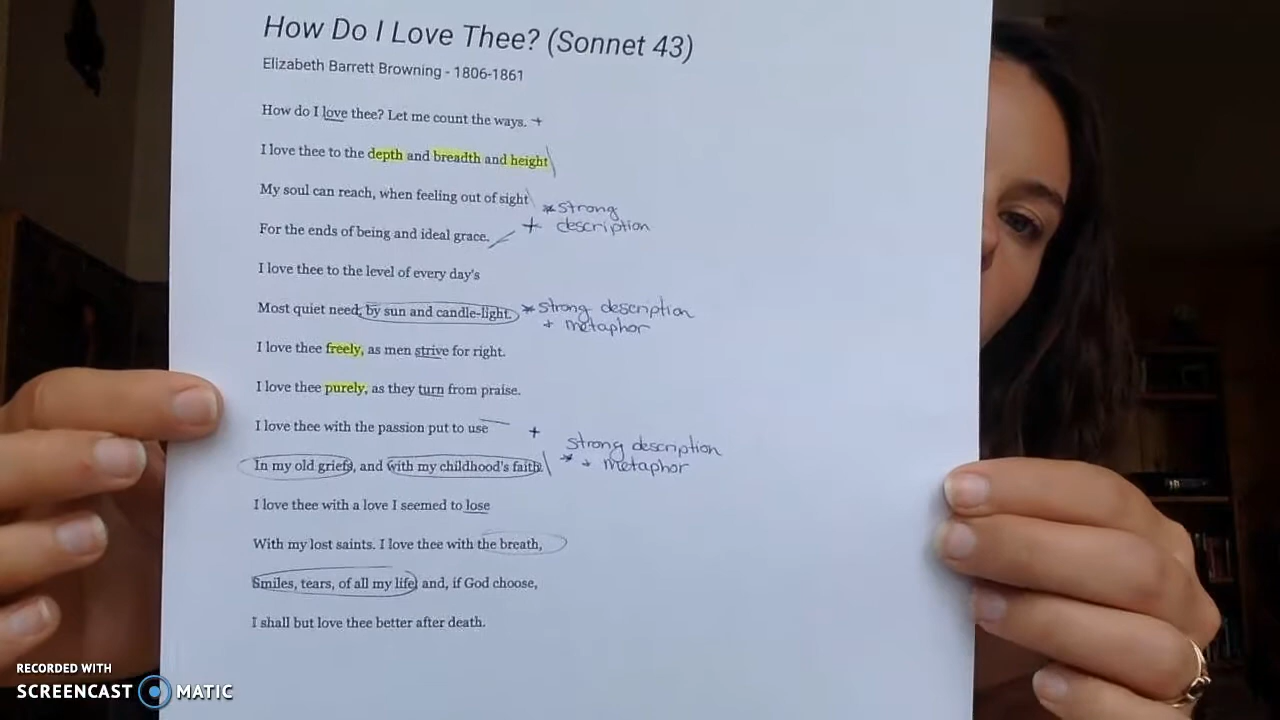 How Do I Love Thee? (Sonnet 43)
Elizabeth Barrett Browning - 1806-1861
How do I love thee? Let me count the ways. +
I love thee to the depth and breadth and height
My soul can reach, when feeling out of sight
* strong
+ description
For the ends of being and ideal grace.
I love thee to the level of every day's
Most quiet need, by sun and candle-light. * strong description
+ metaphor
I love thee freely, as men strive for right.
I love thee purely, as they turn from praise.
I love thee with the passion put to use +
strong description
* + metaphor
In my old griefs, and with my childhood's faith.
I love thee with a love I seemed to lose
With my lost saints. I love thee with the breath,
Smiles, tears, of all my life; and, if God choose,
I shall but love thee better after death.
RECORDED WITH
SCREENCAST MATIC